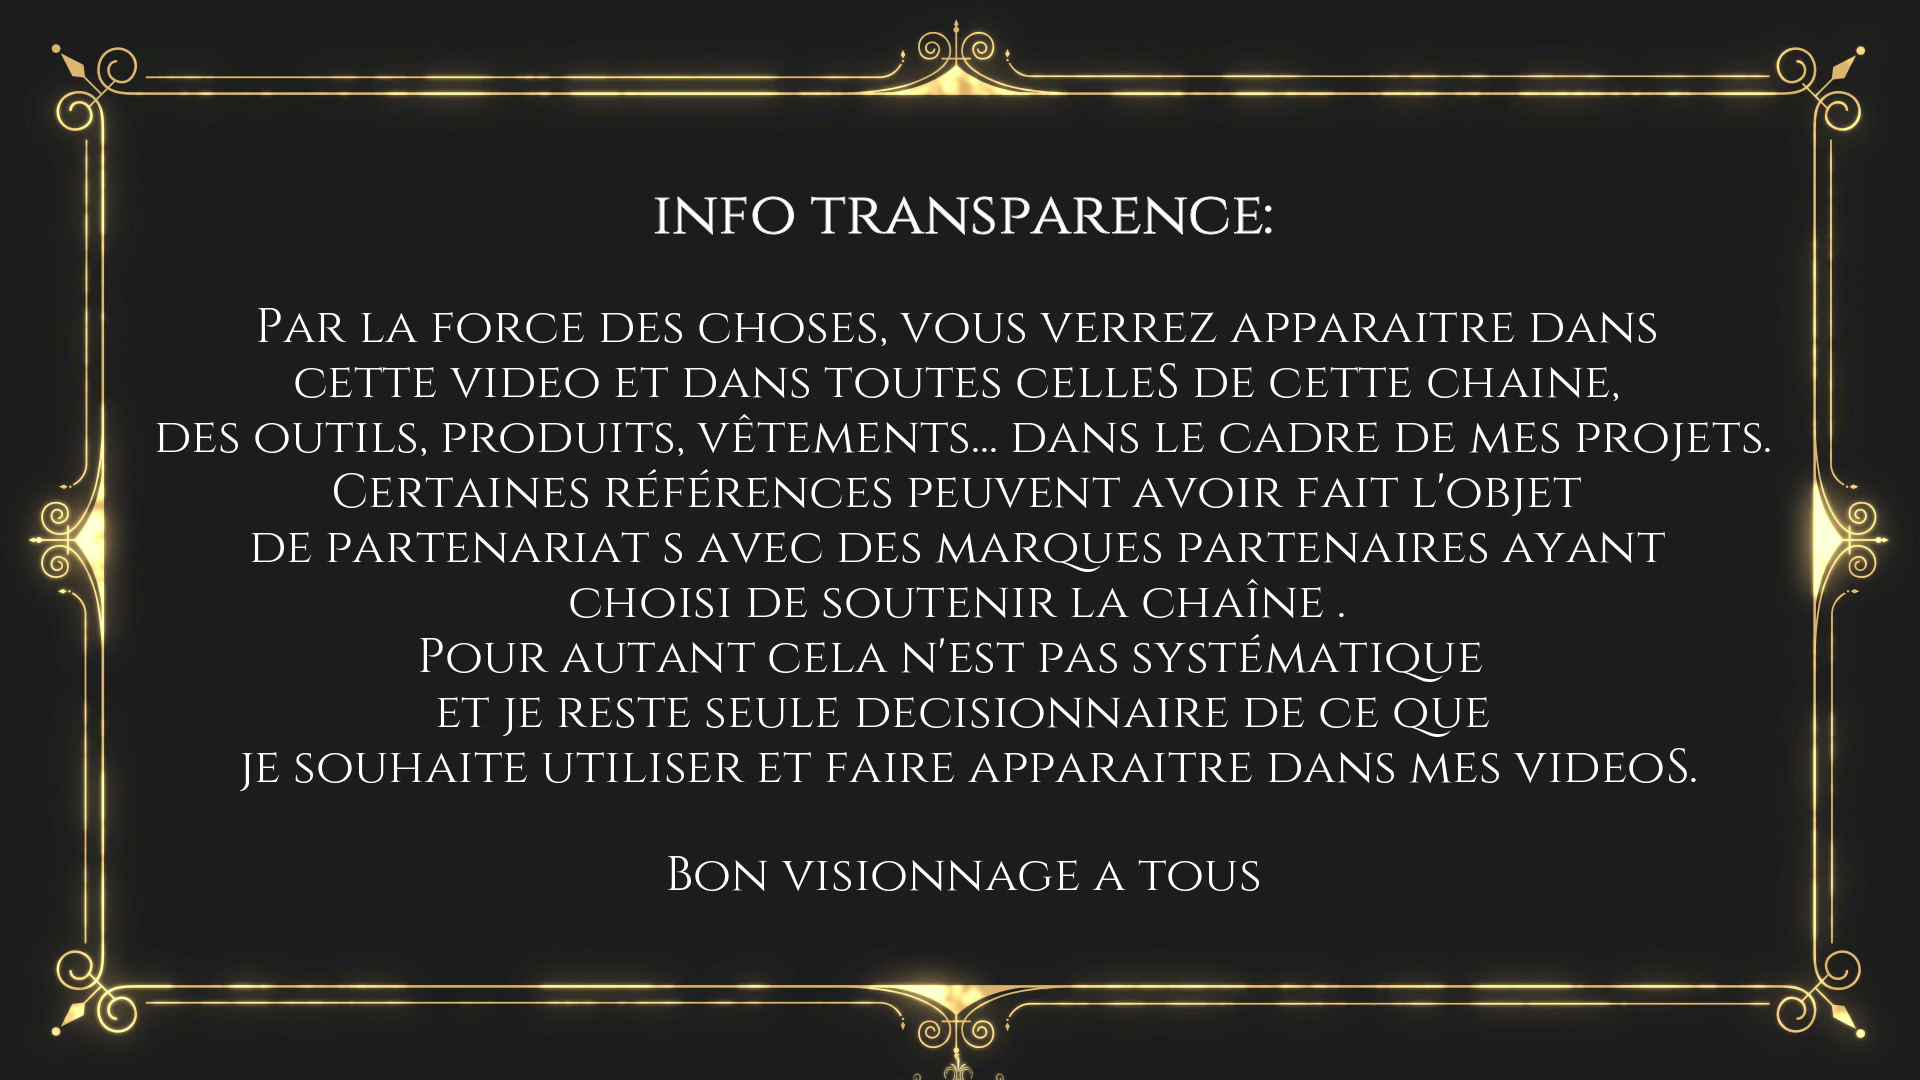 INFO TRANSPARENCE:
Par la force des choses, vous verrez apparaitre dans
cette video et dans toutes celleS de cette chaine,
des outils, produits, vêtements... dans le cadre de mes projets.
Certaines références peuvent avoir fait l'objet
de partenariat s avec des marques partenaires ayant
choisi de soutenir la chaîne .
Pour autant cela n'est pas systématique
et je reste seule decisionnaire de ce que
je souhaite utiliser et faire apparaitre dans mes videoS.
Bon visionnage a tous